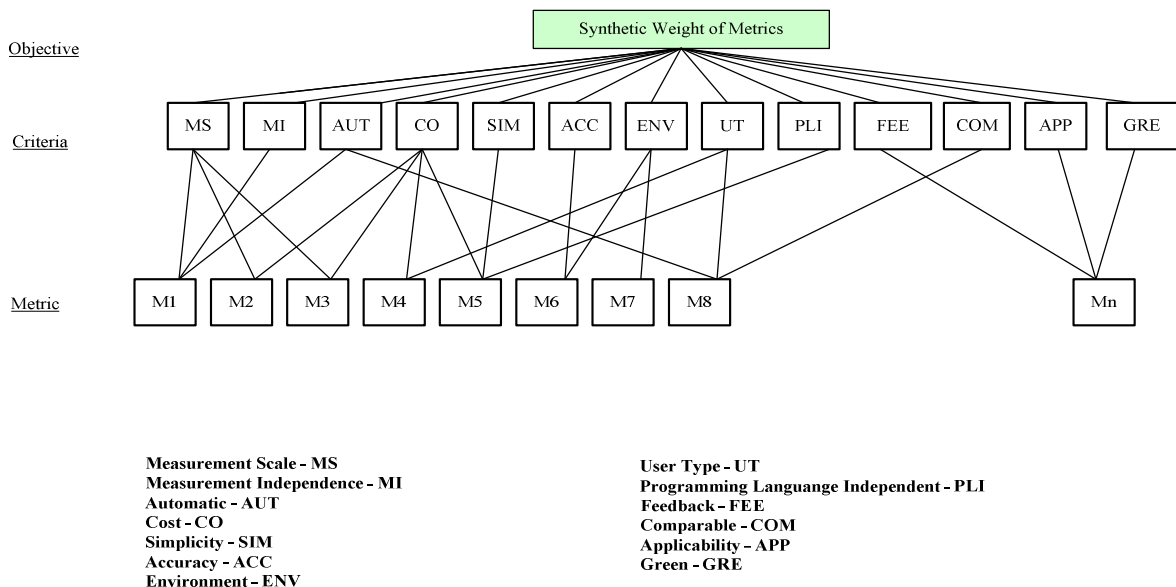 Synthetic Weight of Metrics
Objective
MS MI AUT CO SIM ACC ENV UT PLI FEE COM APP GRE
Criteria
M1 M2 M3 M4 M5 M6 M7 M8 Mn
Metric
Measurement Scale - MS
Measurement Independence - MI
Automatic - AUT
Cost - CO
Simplicity - SIM
Accuracy - ACC
Environment - ENV
User Type - UT
Programming Languange Independent - PLI
Feedback - FEE
Comparable - COM
Applicability - APP
Green - GRE